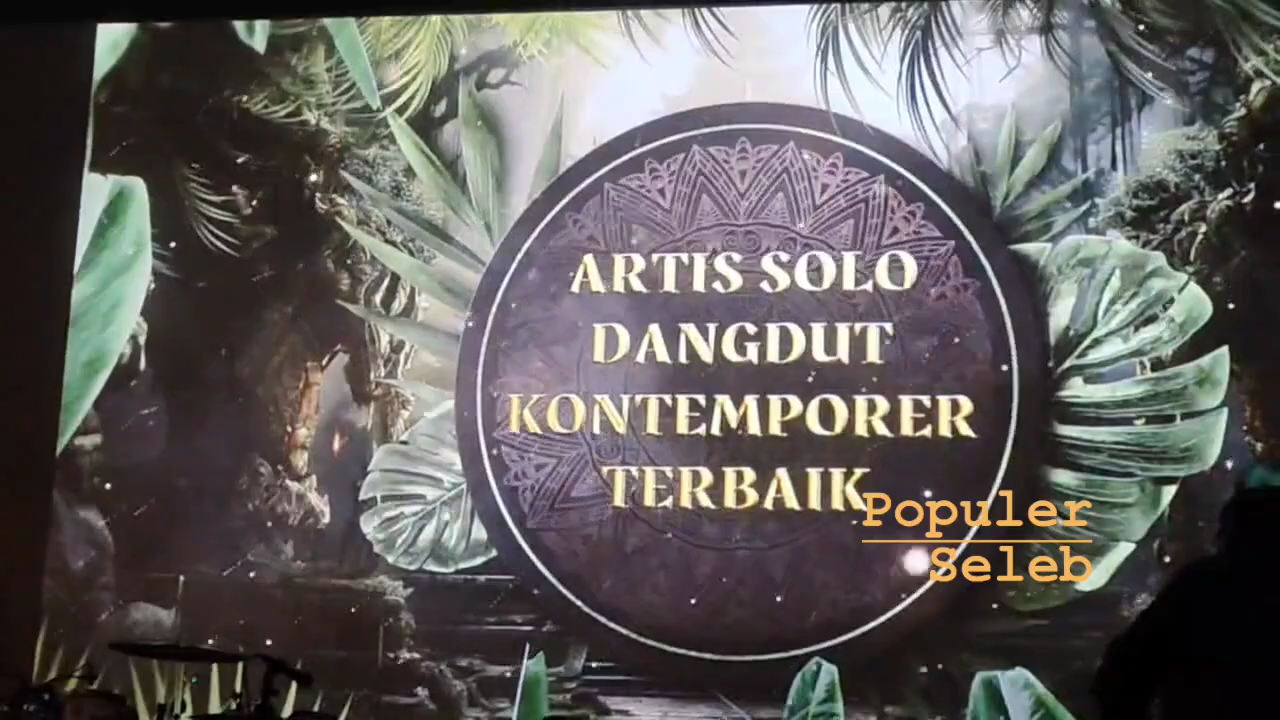 ARTIS SOLO
DANGDUT
KONTEMPORER
TERBAIK
Populer
Seleb